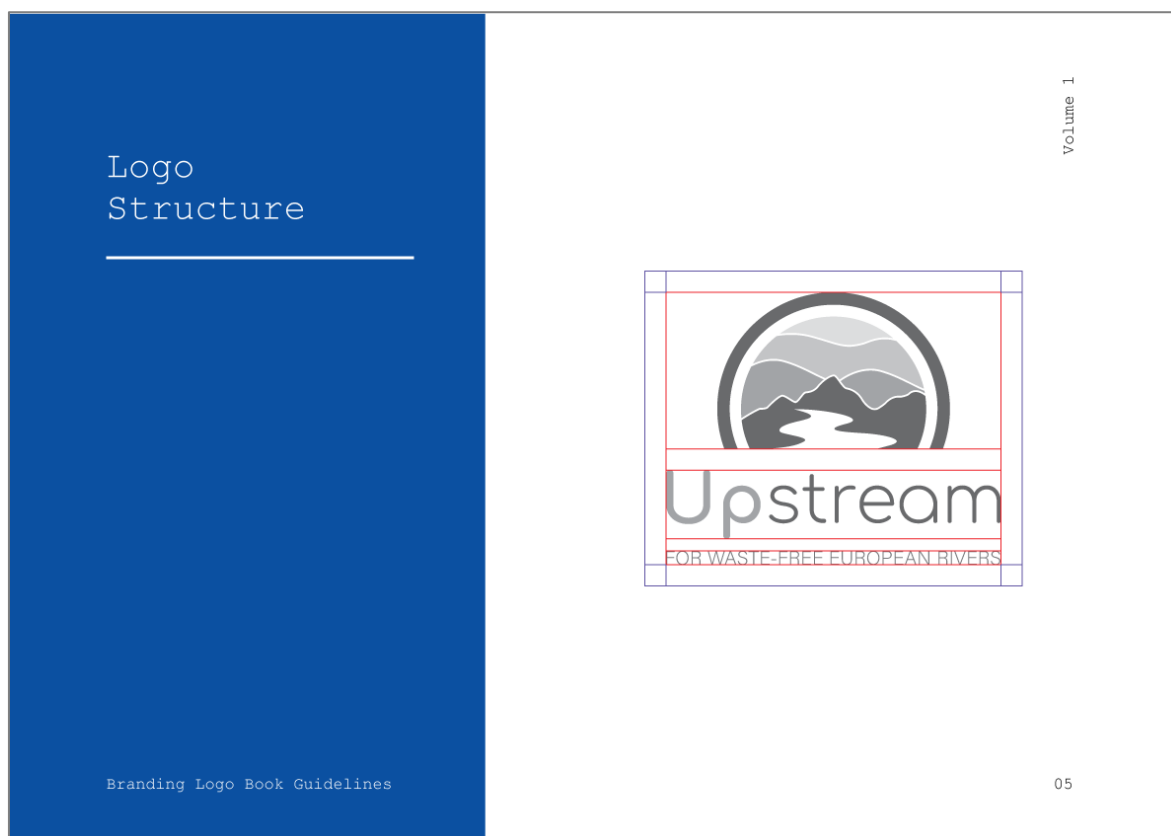 Logo
Structure
Volume 1
Upstream
FOR WASTE-FREE EUROPEAN RIVERS
Branding Logo Book Guidelines
05